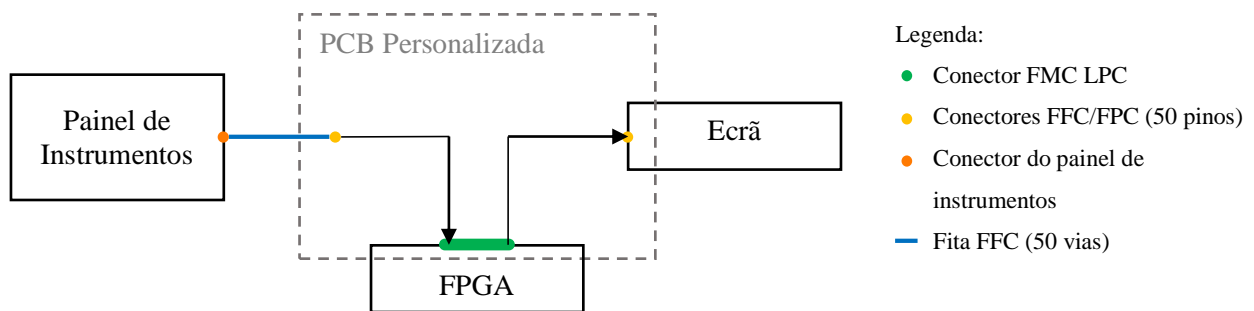 PCB Personalizada
Painel de
Instrumentos
Ecrã
FPGA
Legenda:
Conector FMC LPC
Conectores FFC/FPC (50 pinos)
Conector do painel de
instrumentos
Fita FFC (50 vias)